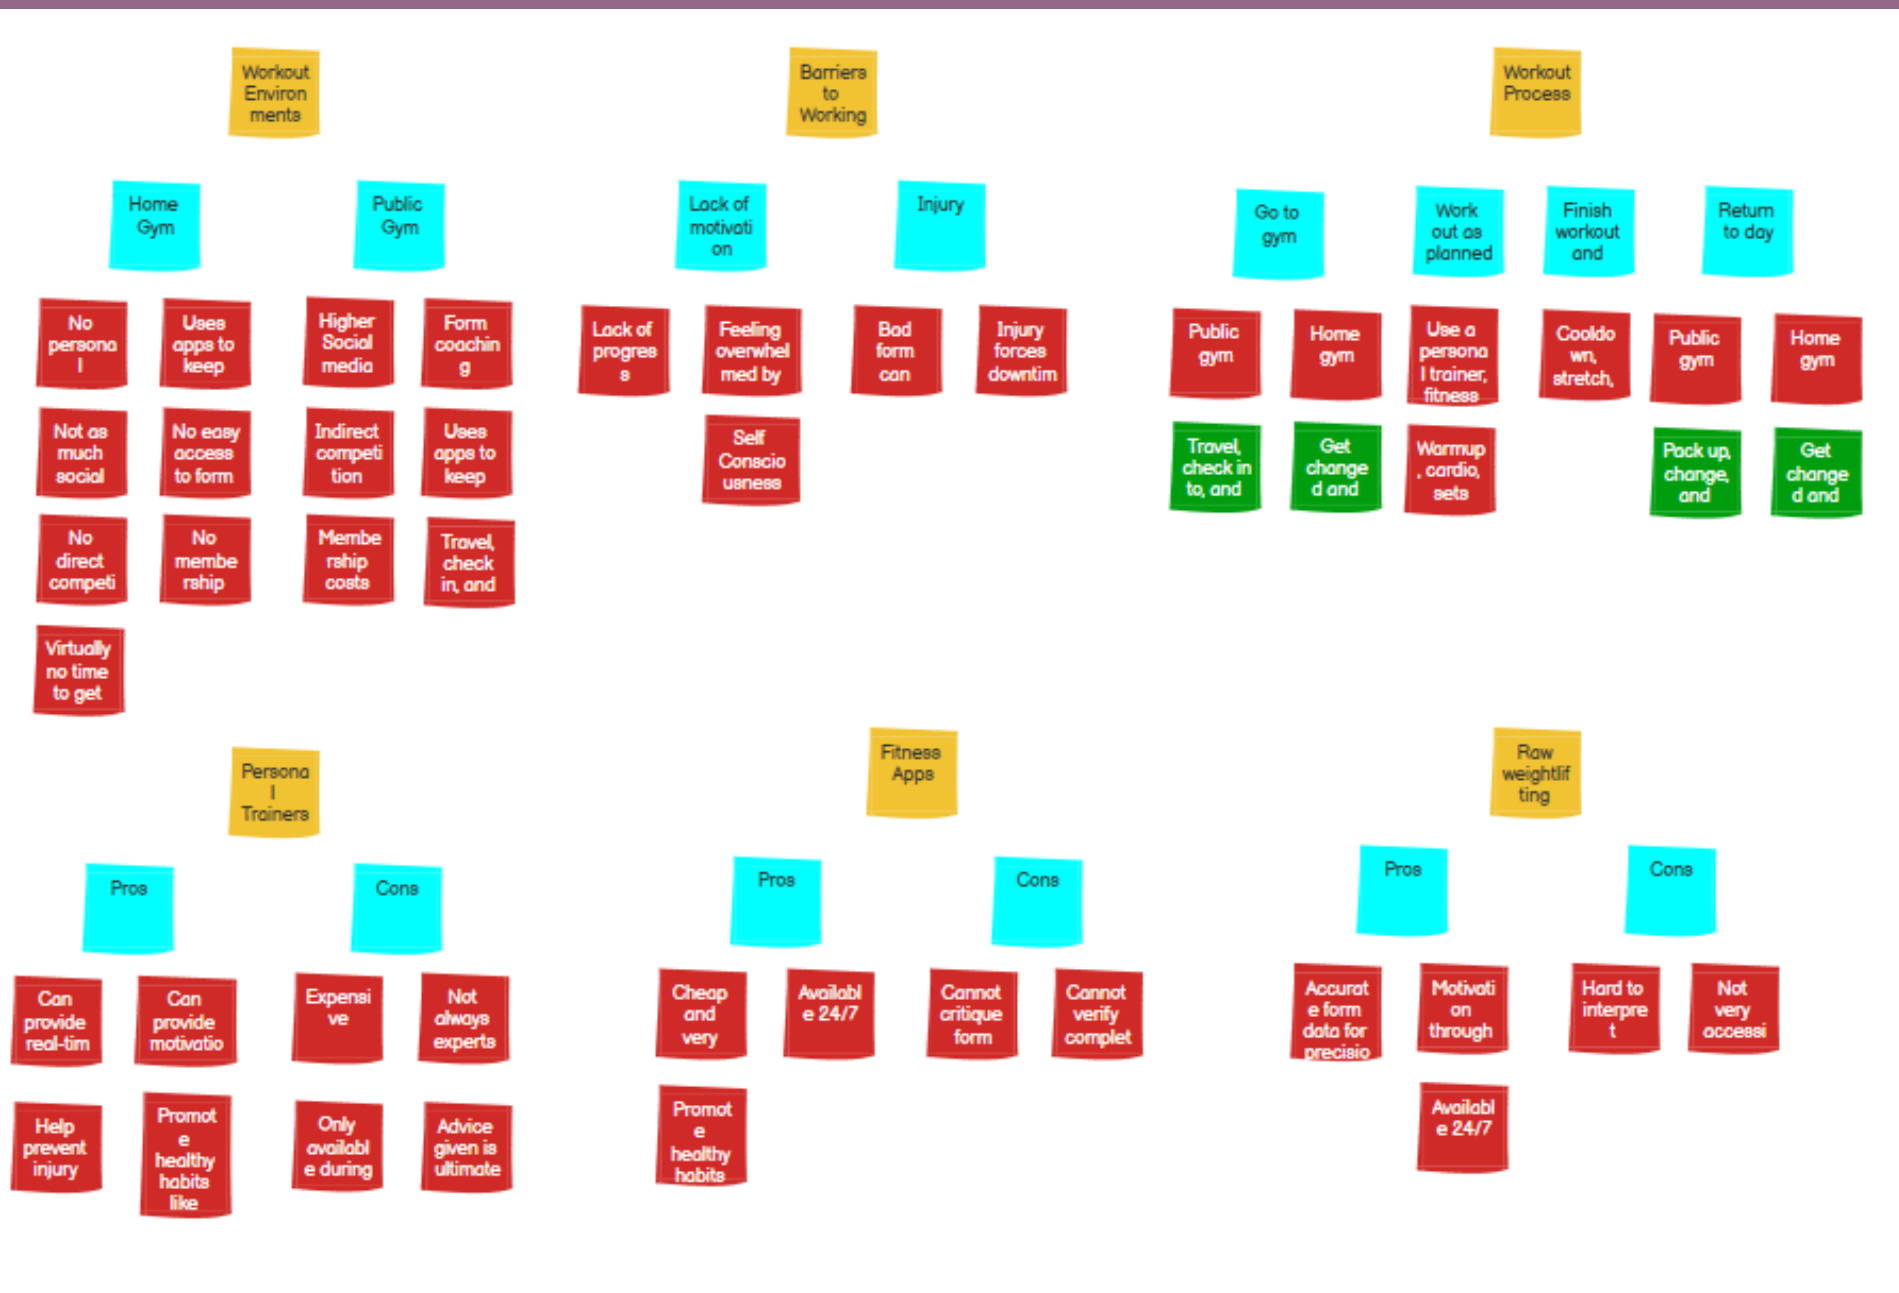 Workout
Environ
ments
Home
Gym
Public
Gym
No
persona
l
Uses
apps to
keep
Higher
Social
media
Form
coachin
g
Not as
much
social
No easy
access
to form
Indirect
competi
tion
Uses
apps to
keep
No
direct
competi
No
membe
rship
Membe
rship
costs
Travel,
check
in, and
Virtually
no time
to get
Barriers
to
Working
Lack of
motivati
on
Injury
Lack of
progres
s
Feeling
overwhel
med by
Bad
form
can
Injury
forces
downtim
Self
Conscio
usness
Workout
Process
Go to
gym
Work
out as
planned
Finish
workout
and
Return
to day
Public
gym
Home
gym
Use a
persona
l trainer,
fitness
Cooldo
wn,
stretch,
Public
gym
Home
gym
Travel,
check in
to, and
Get
change
d and
Warmup
, cardio,
sets
Pack up,
change,
and
Get
change
d and
Persona
l
Trainers
Pros
Cons
Can
provide
real-tim
Can
provide
motivatio
Expensi
ve
Not
always
experts
Help
prevent
injury
Promot
e
healthy
habits
like
Only
availabl
e during
Advice
given is
ultimate
Fitness
Apps
Pros
Cons
Cheap
and
very
Availabl
e 24/7
Cannot
critique
form
Cannot
verify
complet
Promot
e
healthy
habits
Raw
weightlif
ting
Pros
Cons
Accurat
e form
data for
precisio
Motivati
on
through
Hard to
interpre
t
Not
very
accessi
Availabl
e 24/7